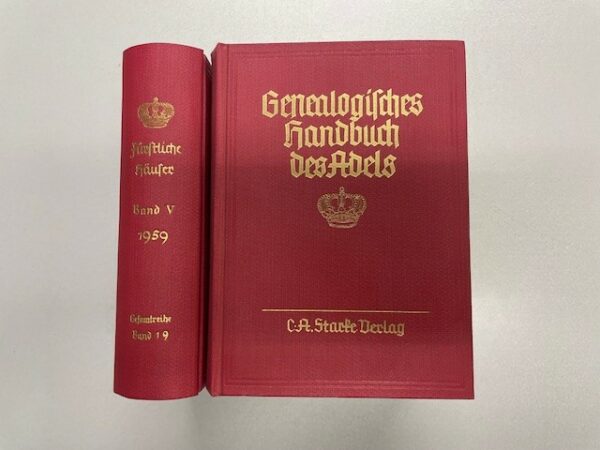 Fürstliche
Häuser
Band V
1959
Gesamtreihe
Band 19
Genealogisches
Handbuch
des Adels
C. A. Starke Verlag